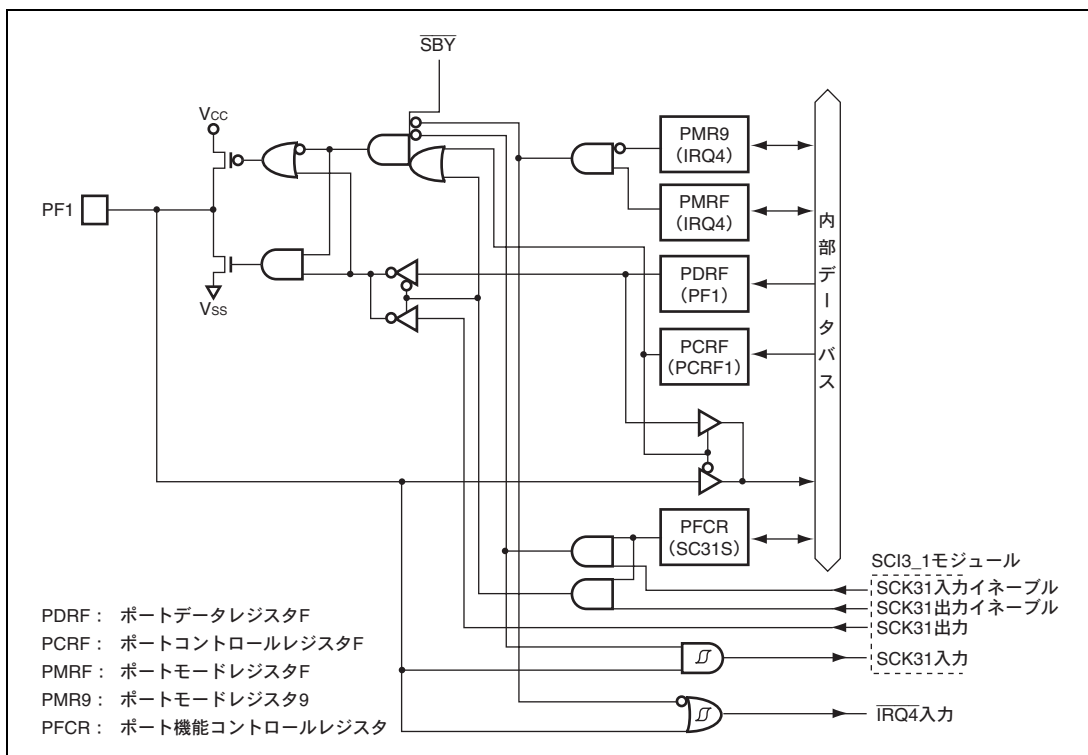 SBY
VCC
PF1
VSS
PMR9
(IRQ4)
PMRF
(IRQ4)
PDRF
(PF1)
PCRF
(PCRF1)
PFCR
(SC31S)
内部データバス
SCI3_1モジュール
SCK31入力イネーブル
SCK31出力イネーブル
SCK31出力
SCK31入力
IRQ4入力
PDRF： ポートデータレジスタF
PCRF： ポートコントロールレジスタF
PMRF： ポートモードレジスタF
PMR9： ポートモードレジスタ9
PFCR： ポート機能コントロールレジスタ